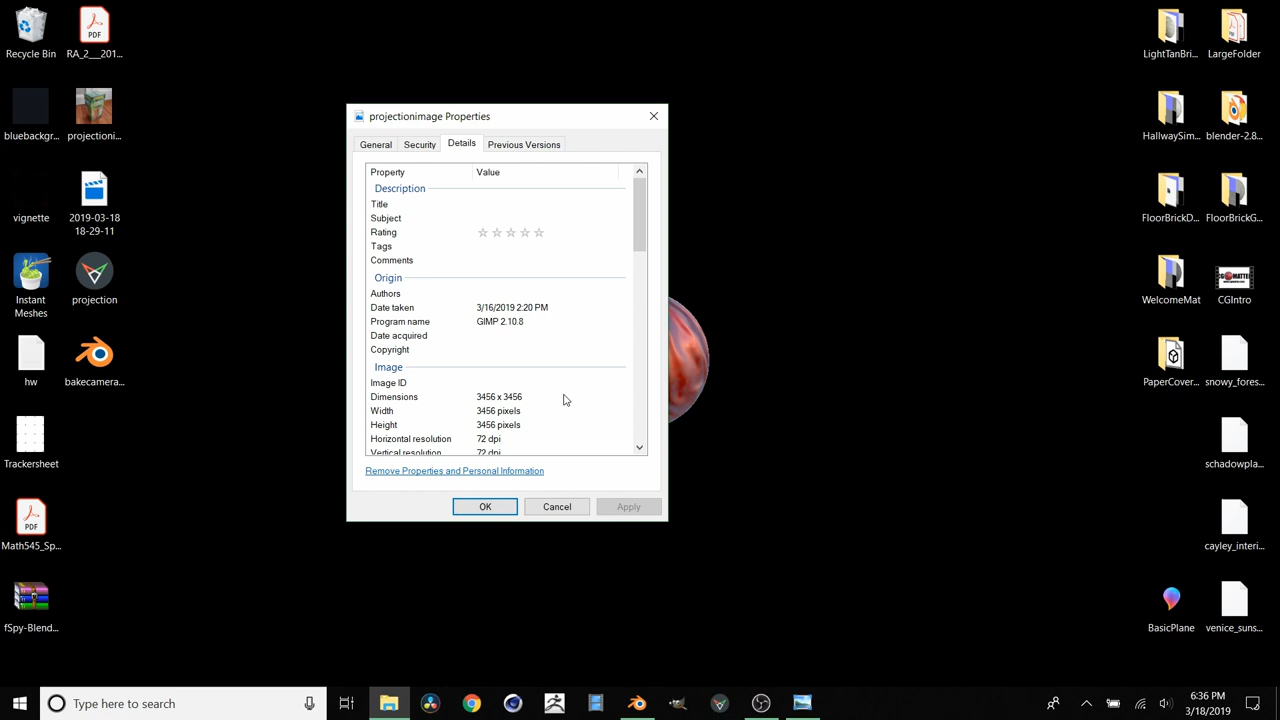 Recycle Bin
RA_2__201...
bluebackgr...
projectioni...
vignette
2019-03-18
18-29-11
Instant
Meshes
projection
hw
bakecamera...
Trackersheet
Math545_Sp...
fSpy-Blend...
projectionimage Properties
General
Security
Details
Previous Versions
Property
Value
Description
Title
Subject
Rating
Tags
Comments
Origin
Authors
Date taken 3/16/2019 2:20 PM
Program name GIMP 2.10.8
Date acquired
Copyright
Image
Image ID
Dimensions 3456 x 3456
Width 3456 pixels
Height 3456 pixels
Horizontal resolution 72 dpi
Vertical resolution 72 dpi
Remove Properties and Personal Information
OK
Cancel
Apply
LightTanBri...
LargeFolder
HallwaySim...
blender-2.8...
FloorBrickD...
FloorBrickG...
WelcomeMat
CGIntro
PaperCover...
snowy_fores...
schadowpla...
cayley_interi...
BasicPlane
venice_suns...
Type here to search
6:36 PM
3/18/2019